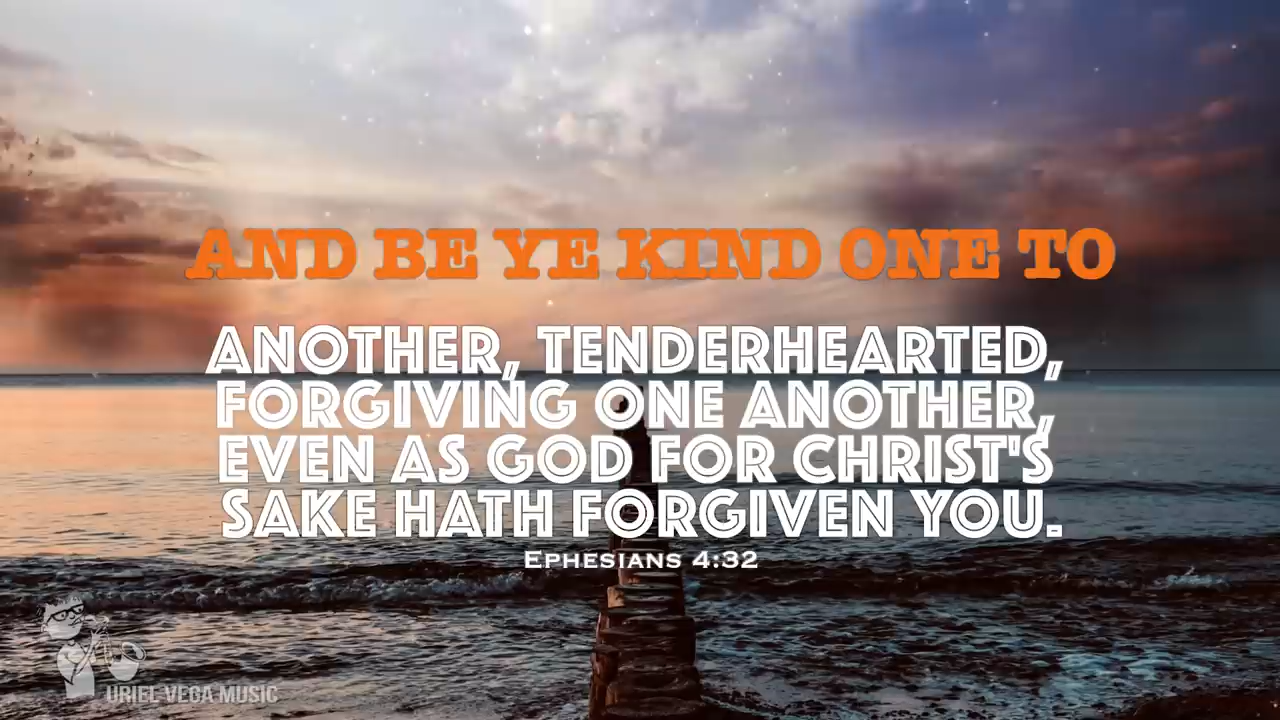 AND BE YE KIND ONE TO
ANOTHER, TENDERHEARTED,
FORGIVING ONE ANOTHER,
EVEN AS GOD FOR CHRIST'S
SAKE HATH FORGIVEN YOU.
EPHESIANS 4:32
URIEL VEGA MUSIC